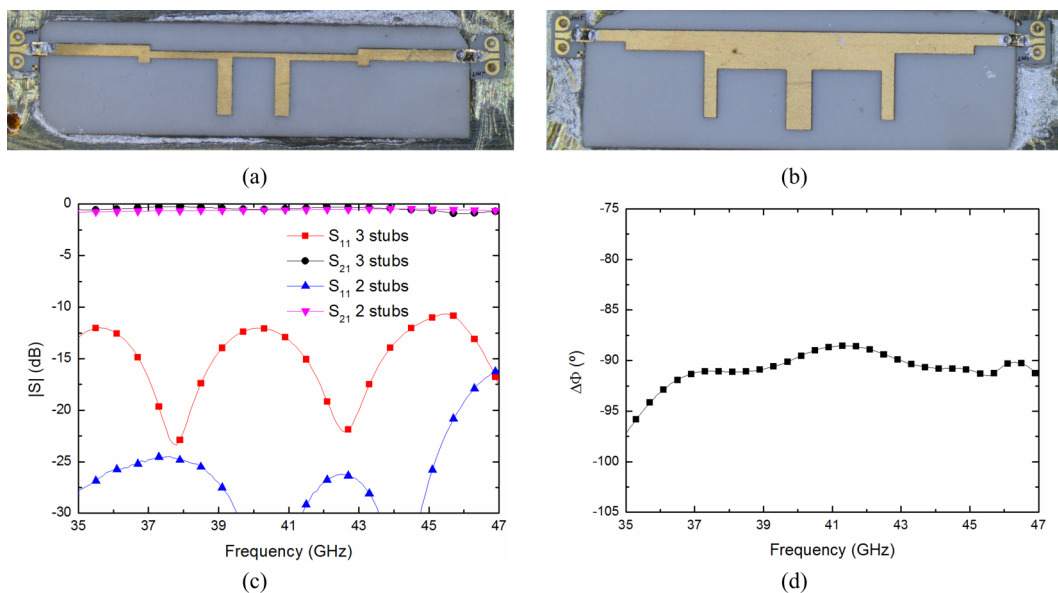 (a)
(b)
0
-5
-10
-15
-20
-25
-30
|S| (dB)
S11 3 stubs
S21 3 stubs
S11 2 stubs
S21 2 stubs
35 37 39 41 43 45 47
Frequency (GHz)
(c)
-75
-80
-85
-90
-95
-100
-105
ΔΦ (º)
35 37 39 41 43 45 47
Frequency (GHz)
(d)